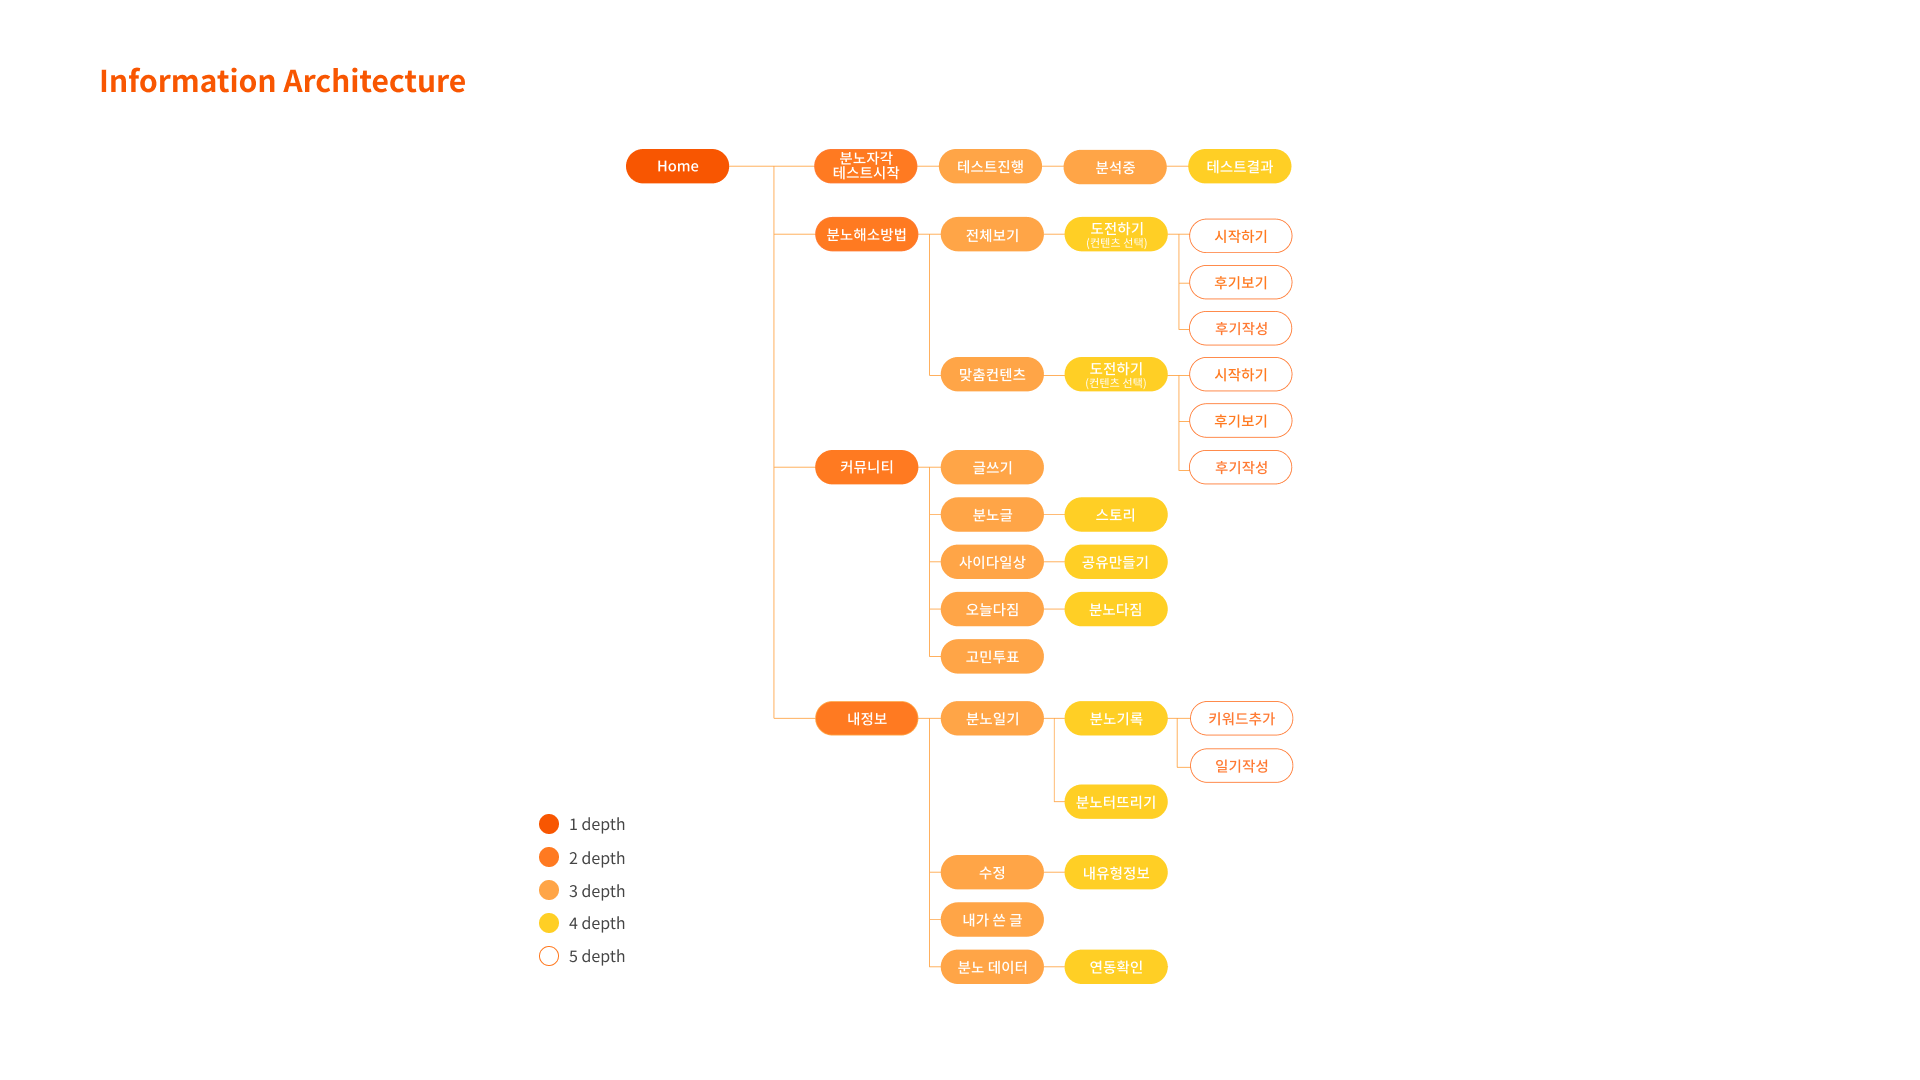 Information Architecture
Home
분노자각
테스트시작
테스트진행
분석중
테스트결과
분노해소방법
전체보기
도전하기
(컨텐츠 선택)
시작하기
후기보기
후기작성
맞춤컨텐츠
도전하기
(컨텐츠 선택)
시작하기
후기보기
후기작성
커뮤니티
글쓰기
분노글
스토리
사이다일상
공유만들기
오늘다짐
분노다짐
고민투표
내정보
분노일기
분노기록
키워드추가
일기작성
분노터뜨리기
수정
내유형정보
내가 쓴 글
분노 데이터
연동확인
1 depth
2 depth
3 depth
4 depth
5 depth